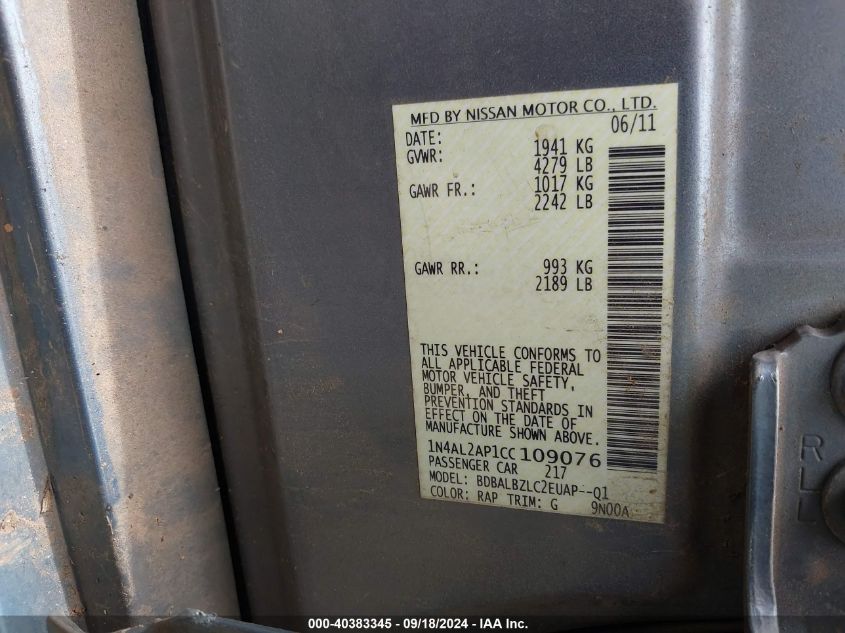 MFD BY NISSAN MOTOR CO., LTD.
DATE: 06/11
GVWR: 1941 KG
4279 LB
GAWR FR.: 1017 KG
2242 LB
GAWR RR.: 993 KG
2189 LB
THIS VEHICLE CONFORMS TO
ALL APPLICABLE FEDERAL
MOTOR VEHICLE SAFETY,
BUMPER, AND THEFT
PREVENTION STANDARDS IN
EFFECT ON THE DATE OF
MANUFACTURE SHOWN ABOVE.
1N4AL2AP1CC109076
PASSENGER CAR 217
MODEL: BDBALBZLC2EUAP--Q1
COLOR: RAP TRIM: G 9N00A
RLL
000-40383345 - 09/18/2024 - IAA Inc.